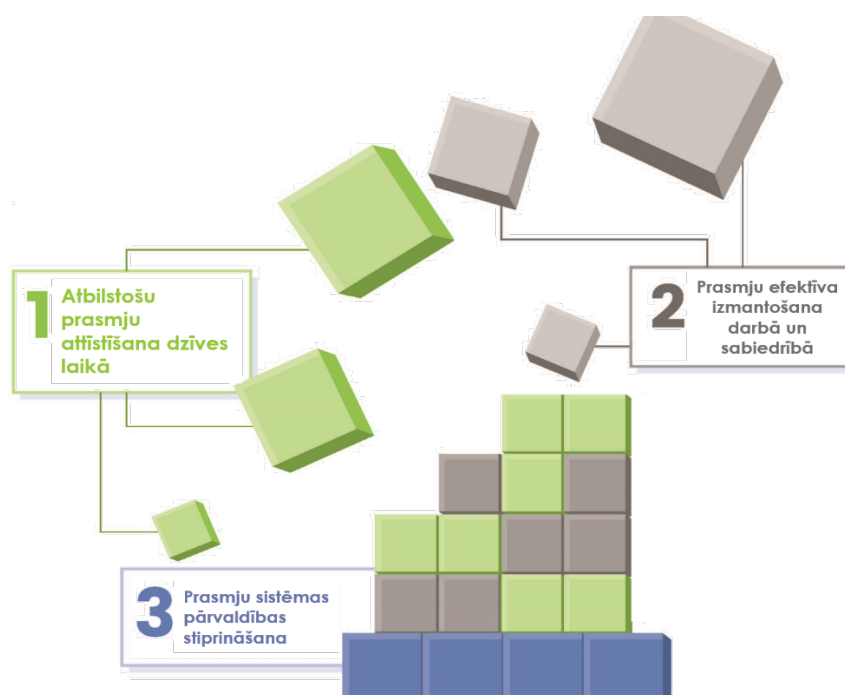 1
Atbilstošu
prasmju
attīstīšana dzīves
laikā
2
Prasmju efektīva
izmantošana
darbā un
sabiedrībā
3
Prasmju sistēmas
pārvaldības
stiprināšana